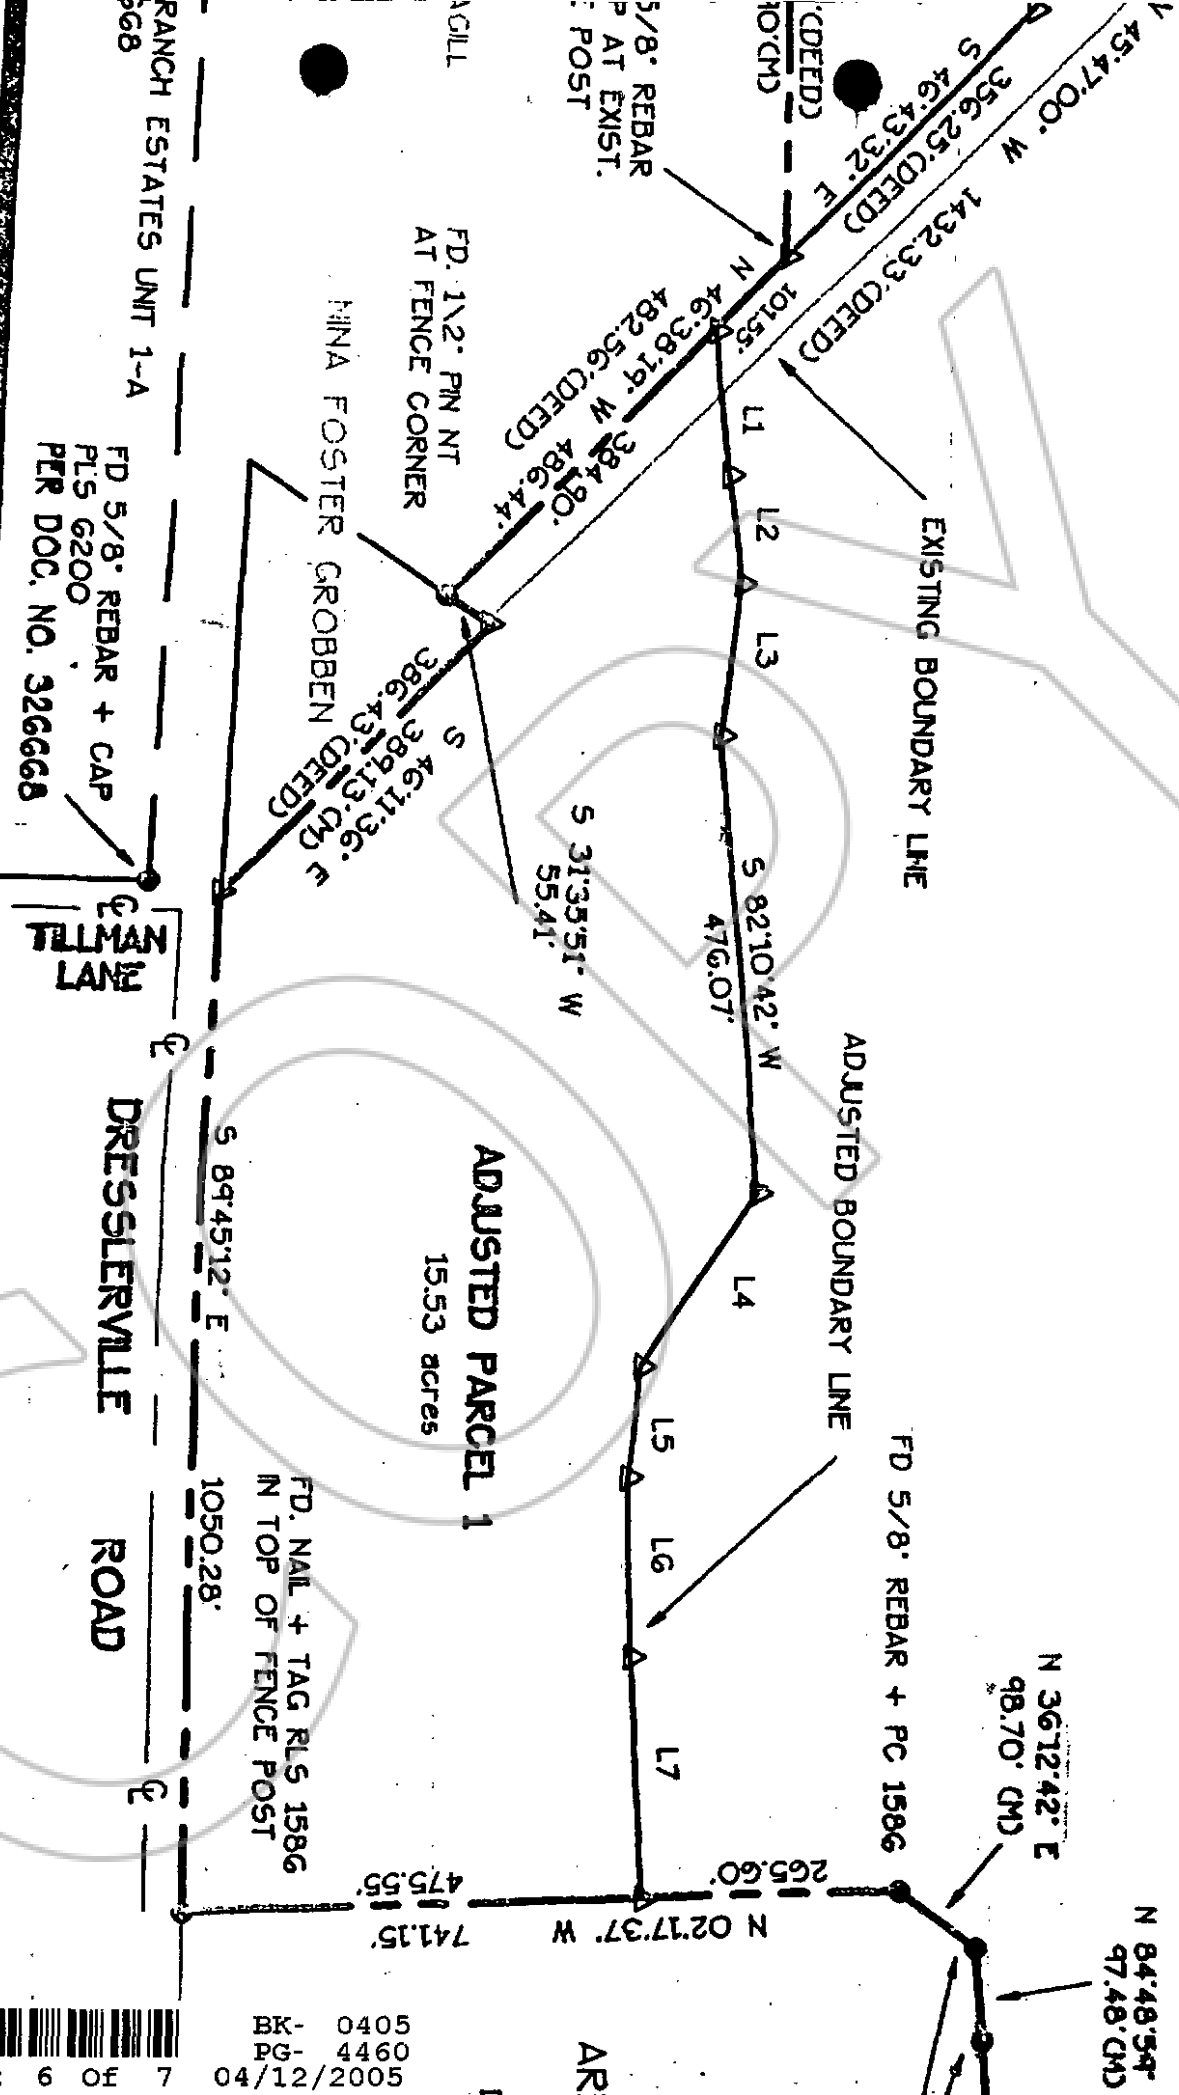 V 45°47'00" W 1432.33'(DEED)
S 46°43'32" E
356.25'(DEED)
'(DEED)
10'(M)
5/8" REBAR
P AT EXIST.
POST
AGILL
RANCH ESTATES UNIT 1-A
668
101.55'
N 46°38'19" W 384.90'
482.56'(DEED) 486.44'
FD. 1\2" PIN NT
AT FENCE CORNER
NINA FOSTER GROBBEN
EXISTING BOUNDARY LINE
L1
L2
L3
FD 5/8" REBAR + CAP
PLS 6200
PER DOC. NO. 326668
S 46°11'36" E
389.13'(M)
386.43'(DEED)
S 31°35'51" W
55.41'
S 82°10'42" W
476.07'
ADJUSTED BOUNDARY LINE
L4
L5
L6
L7
ADJUSTED PARCEL 1
15.53 acres
TILLMAN
LANE
DRESSLERVILLE ROAD
S 89°45'12" E 1050.28'
FD. NAIL + TAG RLS 1586
IN TOP OF FENCE POST
FD 5/8" REBAR + PC 1586
N 36°12'42" E
98.70' (M)
N 84°48'59"
97.48'(M)
475.55' 265.60'
N 02°17'37" W 741.15'
AR
COPY
BK- 0405
PG- 4460
6 Of 7 04/12/2005